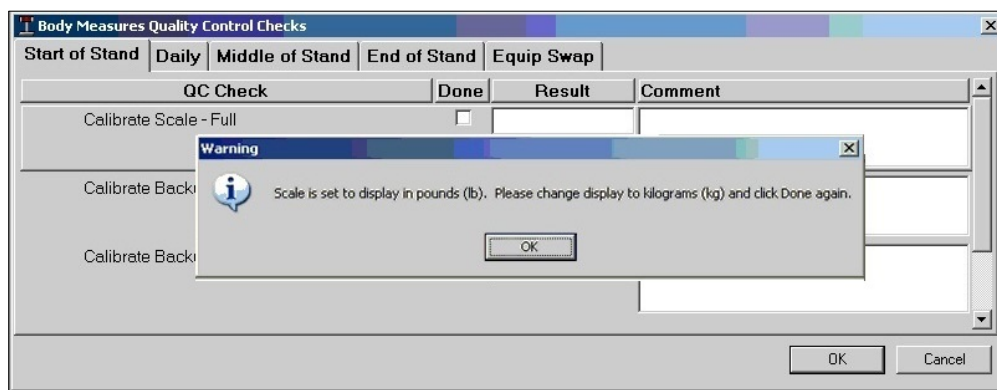 Body Measures Quality Control Checks
Start of Stand Daily Middle of Stand End of Stand Equip Swap
QC Check Done Result Comment
Calibrate Scale - Full
Warning
Calibrate
Scale is set to display in pounds (lb). Please change display to kilograms (kg) and click Done again.
OK
Calibrate
OK Cancel